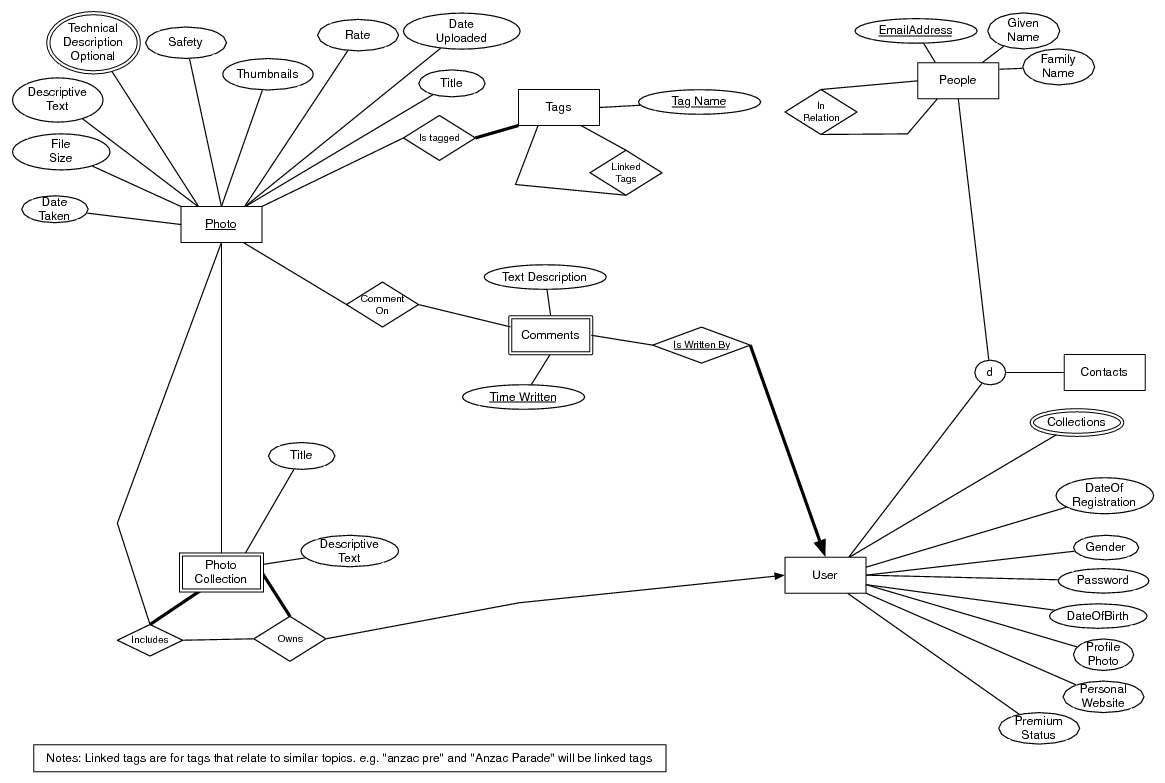 Technical
Description
Optional
Safety
Rate
Date
Uploaded
EmailAddress
Given
Name
Family
Name
People
Thumbnails
Title
Descriptive
Text
Tags
Tag Name
In
Relation
Is tagged
File
Size
Linked
Tags
Date
Taken
Photo
Text Description
Comment
On
Comments
Is Written By
Time Written
d
Contacts
Collections
Title
DateOf
Registration
Descriptive
Text
Gender
Photo
Collection
User
Password
DateOfBirth
Includes
Owns
Profile
Photo
Personal
Website
Premium
Status
Notes: Linked tags are for tags that relate to similar topics. e.g. "anzac pre" and "Anzac Parade" will be linked tags